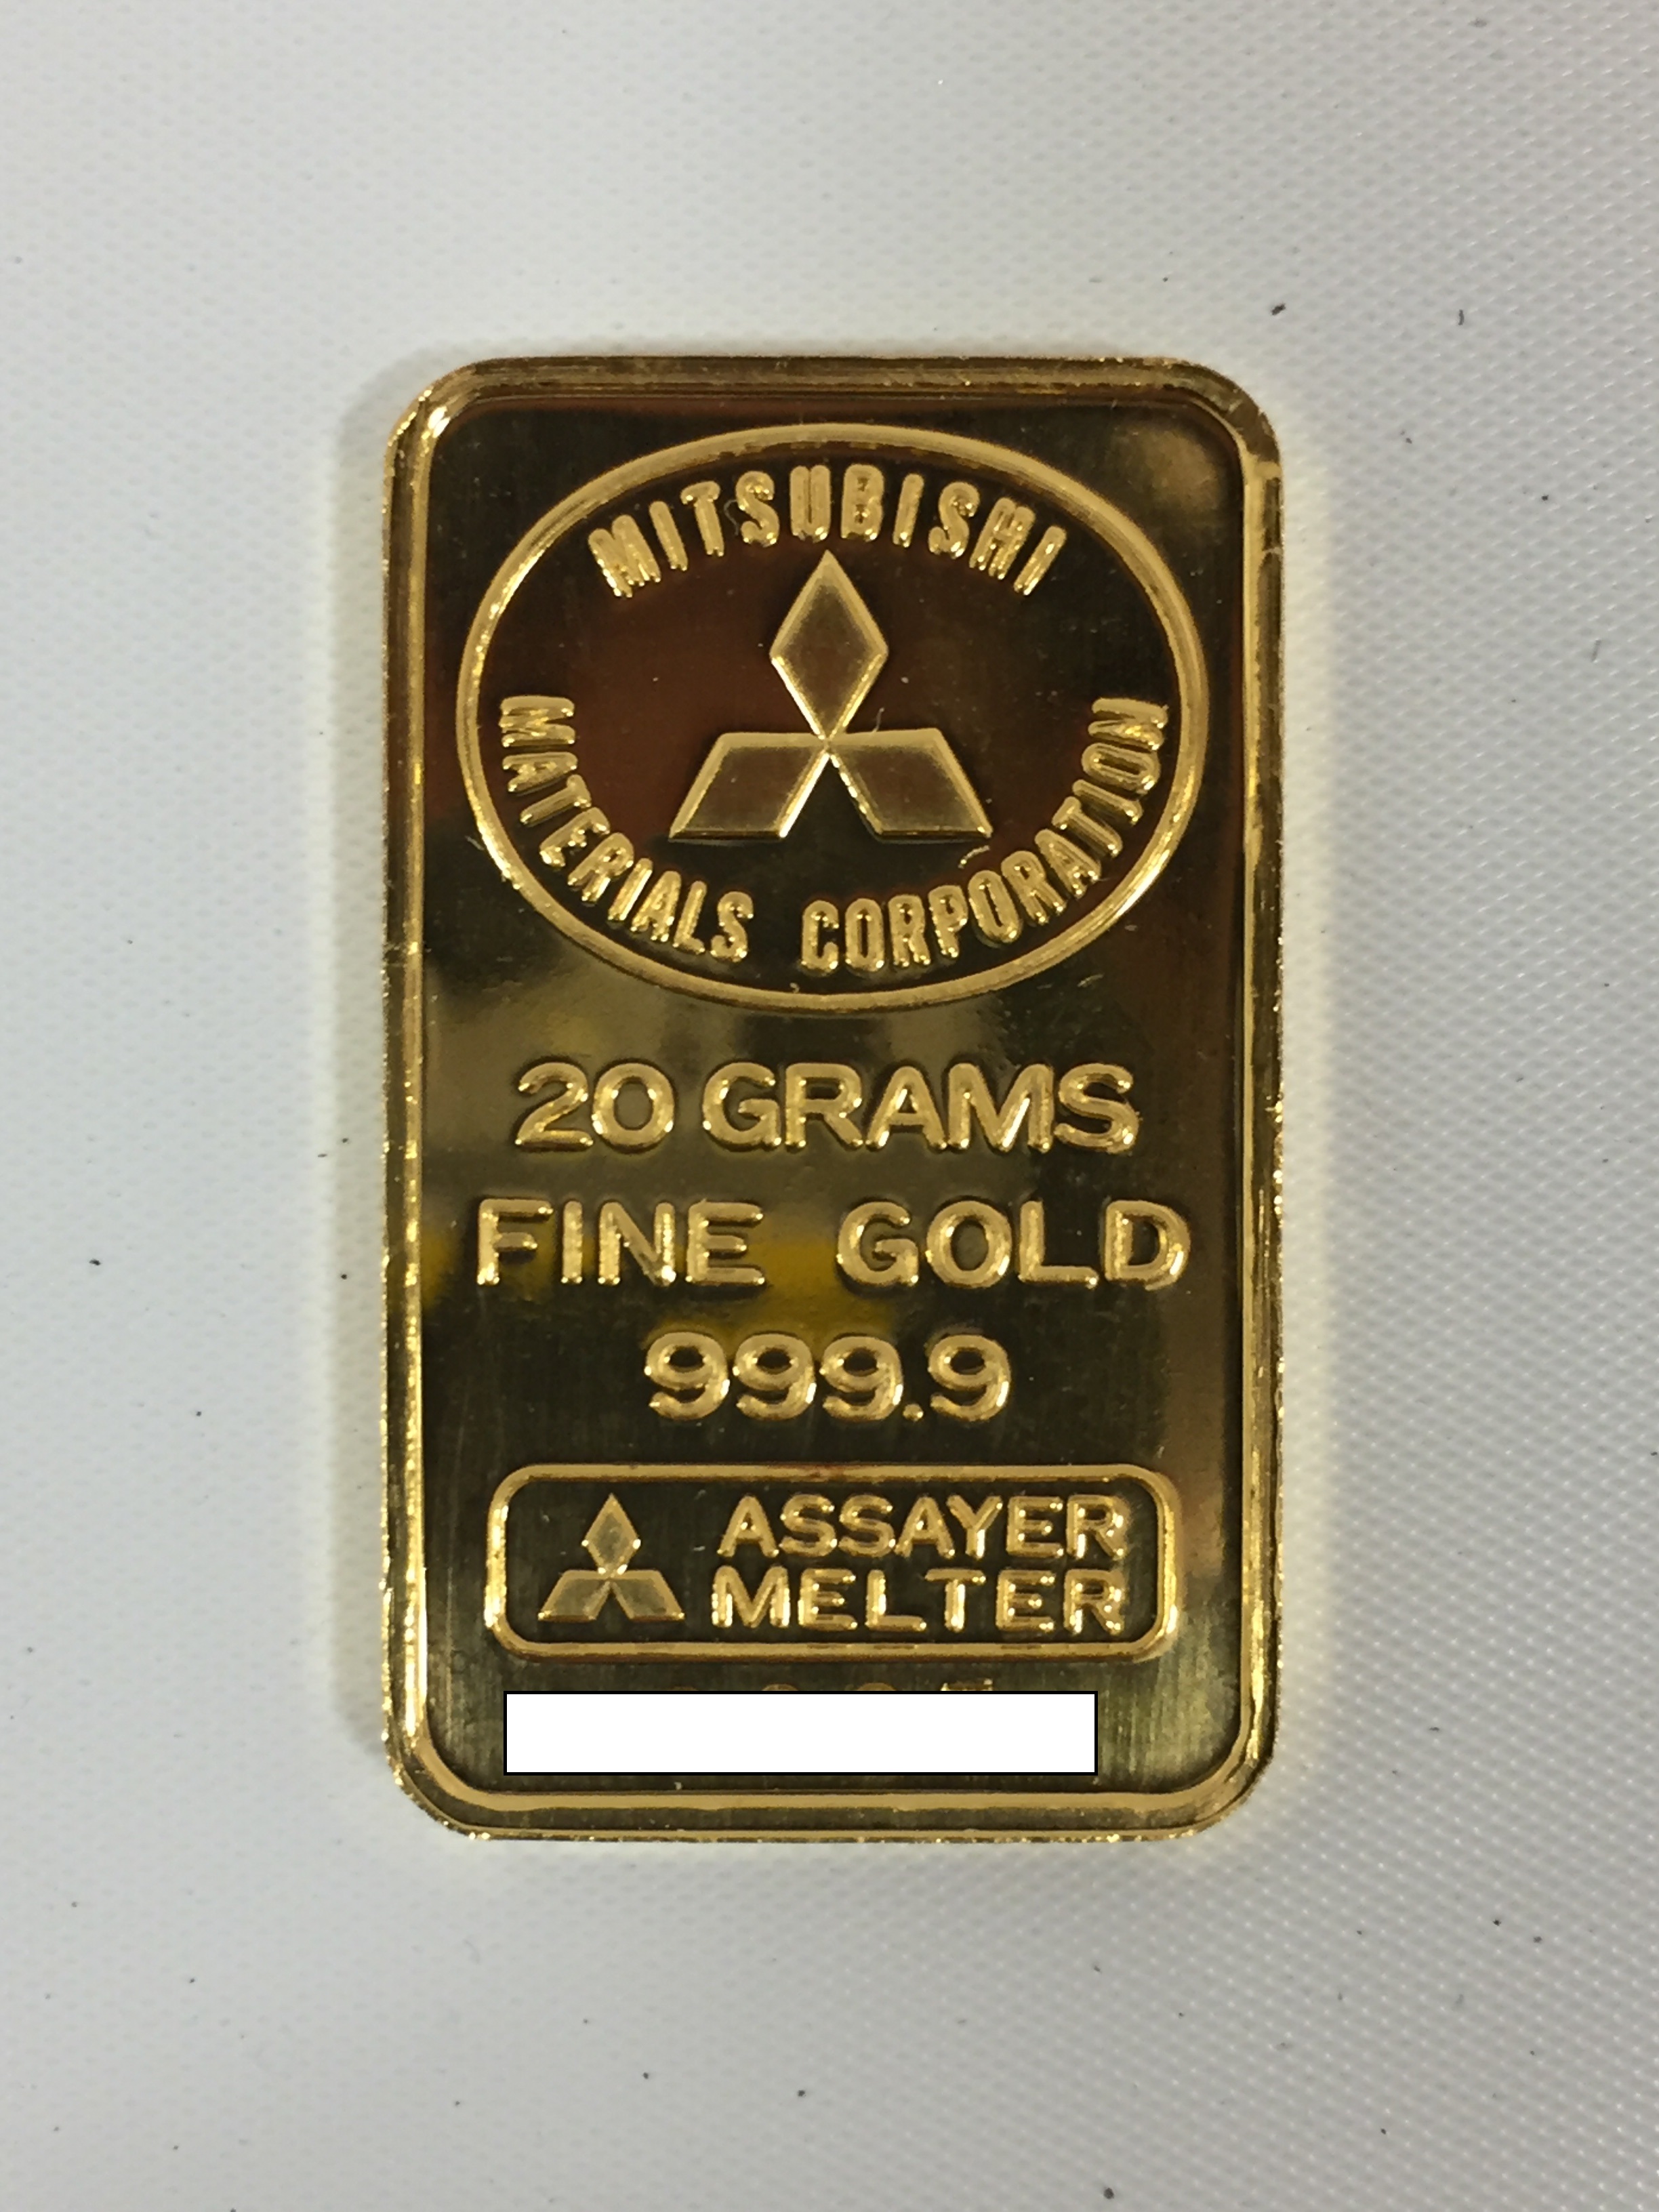 MITSUBISHI
MATERIALS CORPORATION
20 GRAMS
FINE GOLD
999.9
ASSAYER
MELTER